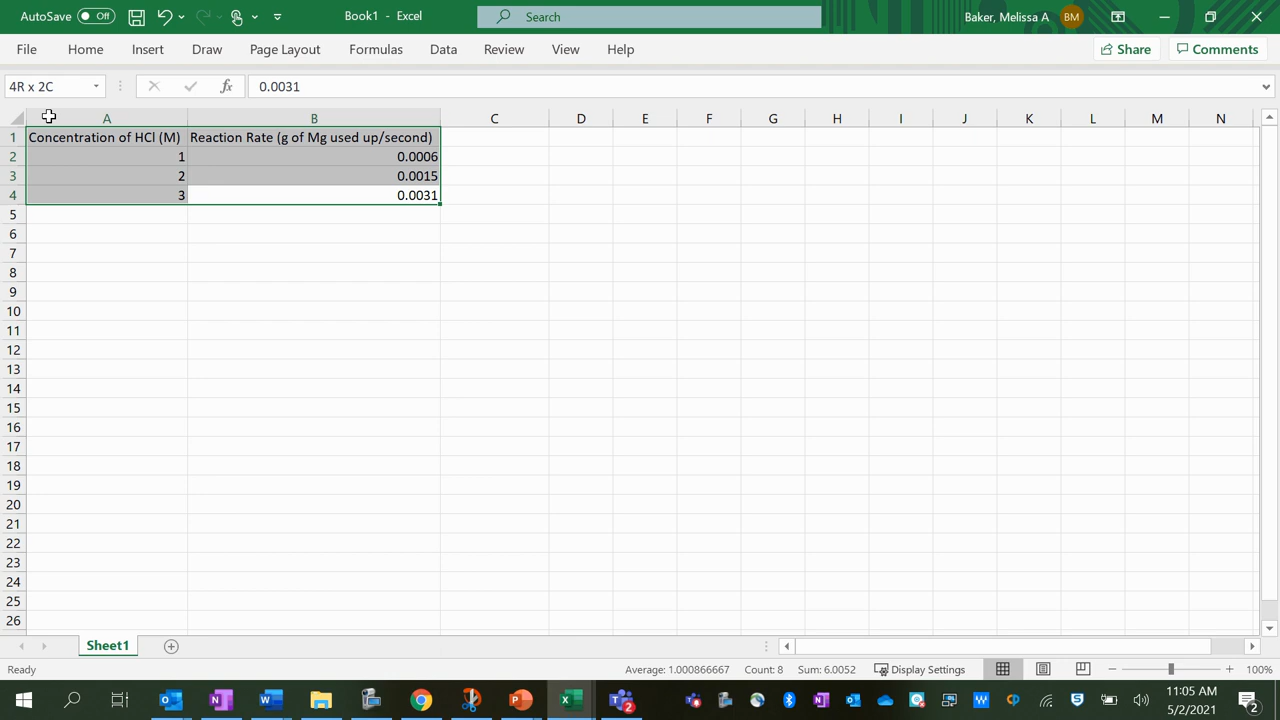 AutoSave Off Book1 - Excel Search Baker, Melissa A BM
File Home Insert Draw Page Layout Formulas Data Review View Help Share Comments
4R x 2C fx 0.0031
A B C D E F G H I J K L M N
1 Concentration of HCl (M) Reaction Rate (g of Mg used up/second)
2 1 0.0006
3 2 0.0015
4 3 0.0031
5
6
7
8
9
10
11
12
13
14
15
16
17
18
19
20
21
22
23
24
25
26
Sheet1
Ready Average: 1.000866667 Count: 8 Sum: 6.0052 Display Settings 100%
11:05 AM
5/2/2021
2
2